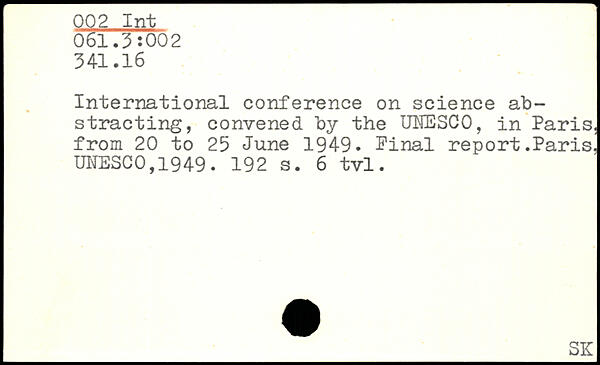 002 Int
061.3:002
341.16
International conference on science ab-
stracting, convened by the UNESCO, in Paris,
from 20 to 25 June 1949. Final report.Paris,
UNESCO,1949. 192 s. 6 tvl.
SK